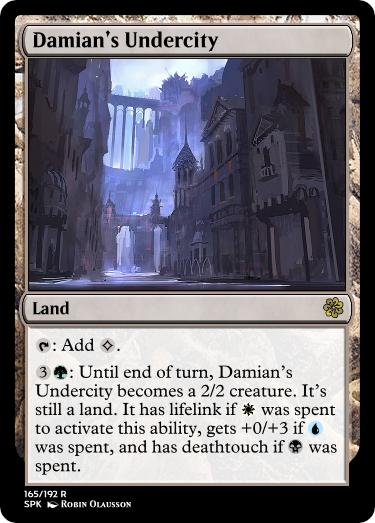 Damian's Undercity
Land
: Add .
3 : Until end of turn, Damian's
Undercity becomes a 2/2 creature. It's
still a land. It has lifelink if was spent
to activate this ability, gets +0/+3 if
was spent, and has deathtouch if was
spent.
165/192 R
SPK Robin Olausson